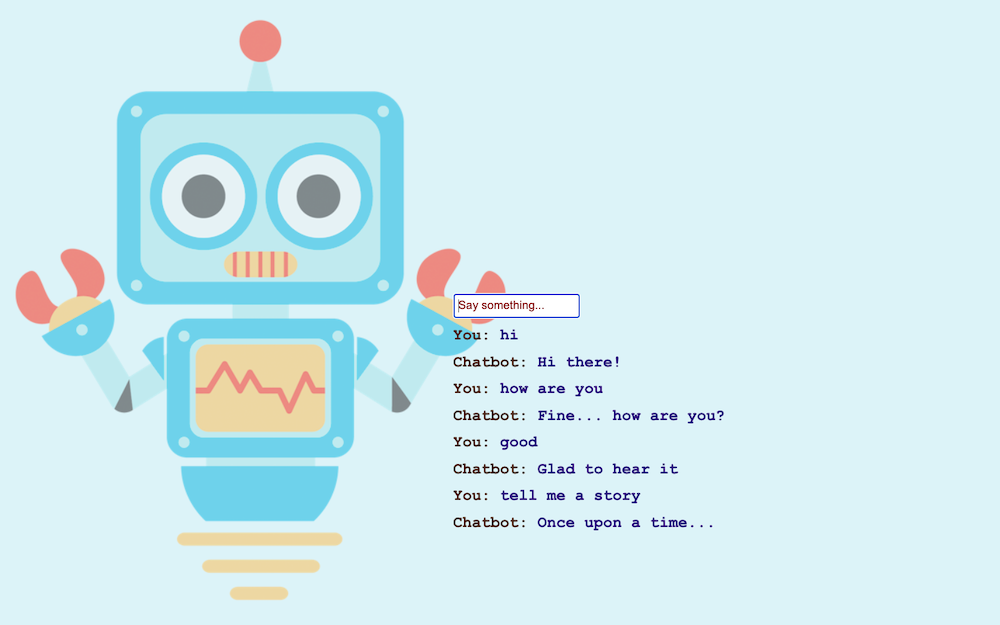 Say something...
You: hi
Chatbot: Hi there!
You: how are you
Chatbot: Fine... how are you?
You: good
Chatbot: Glad to hear it
You: tell me a story
Chatbot: Once upon a time...